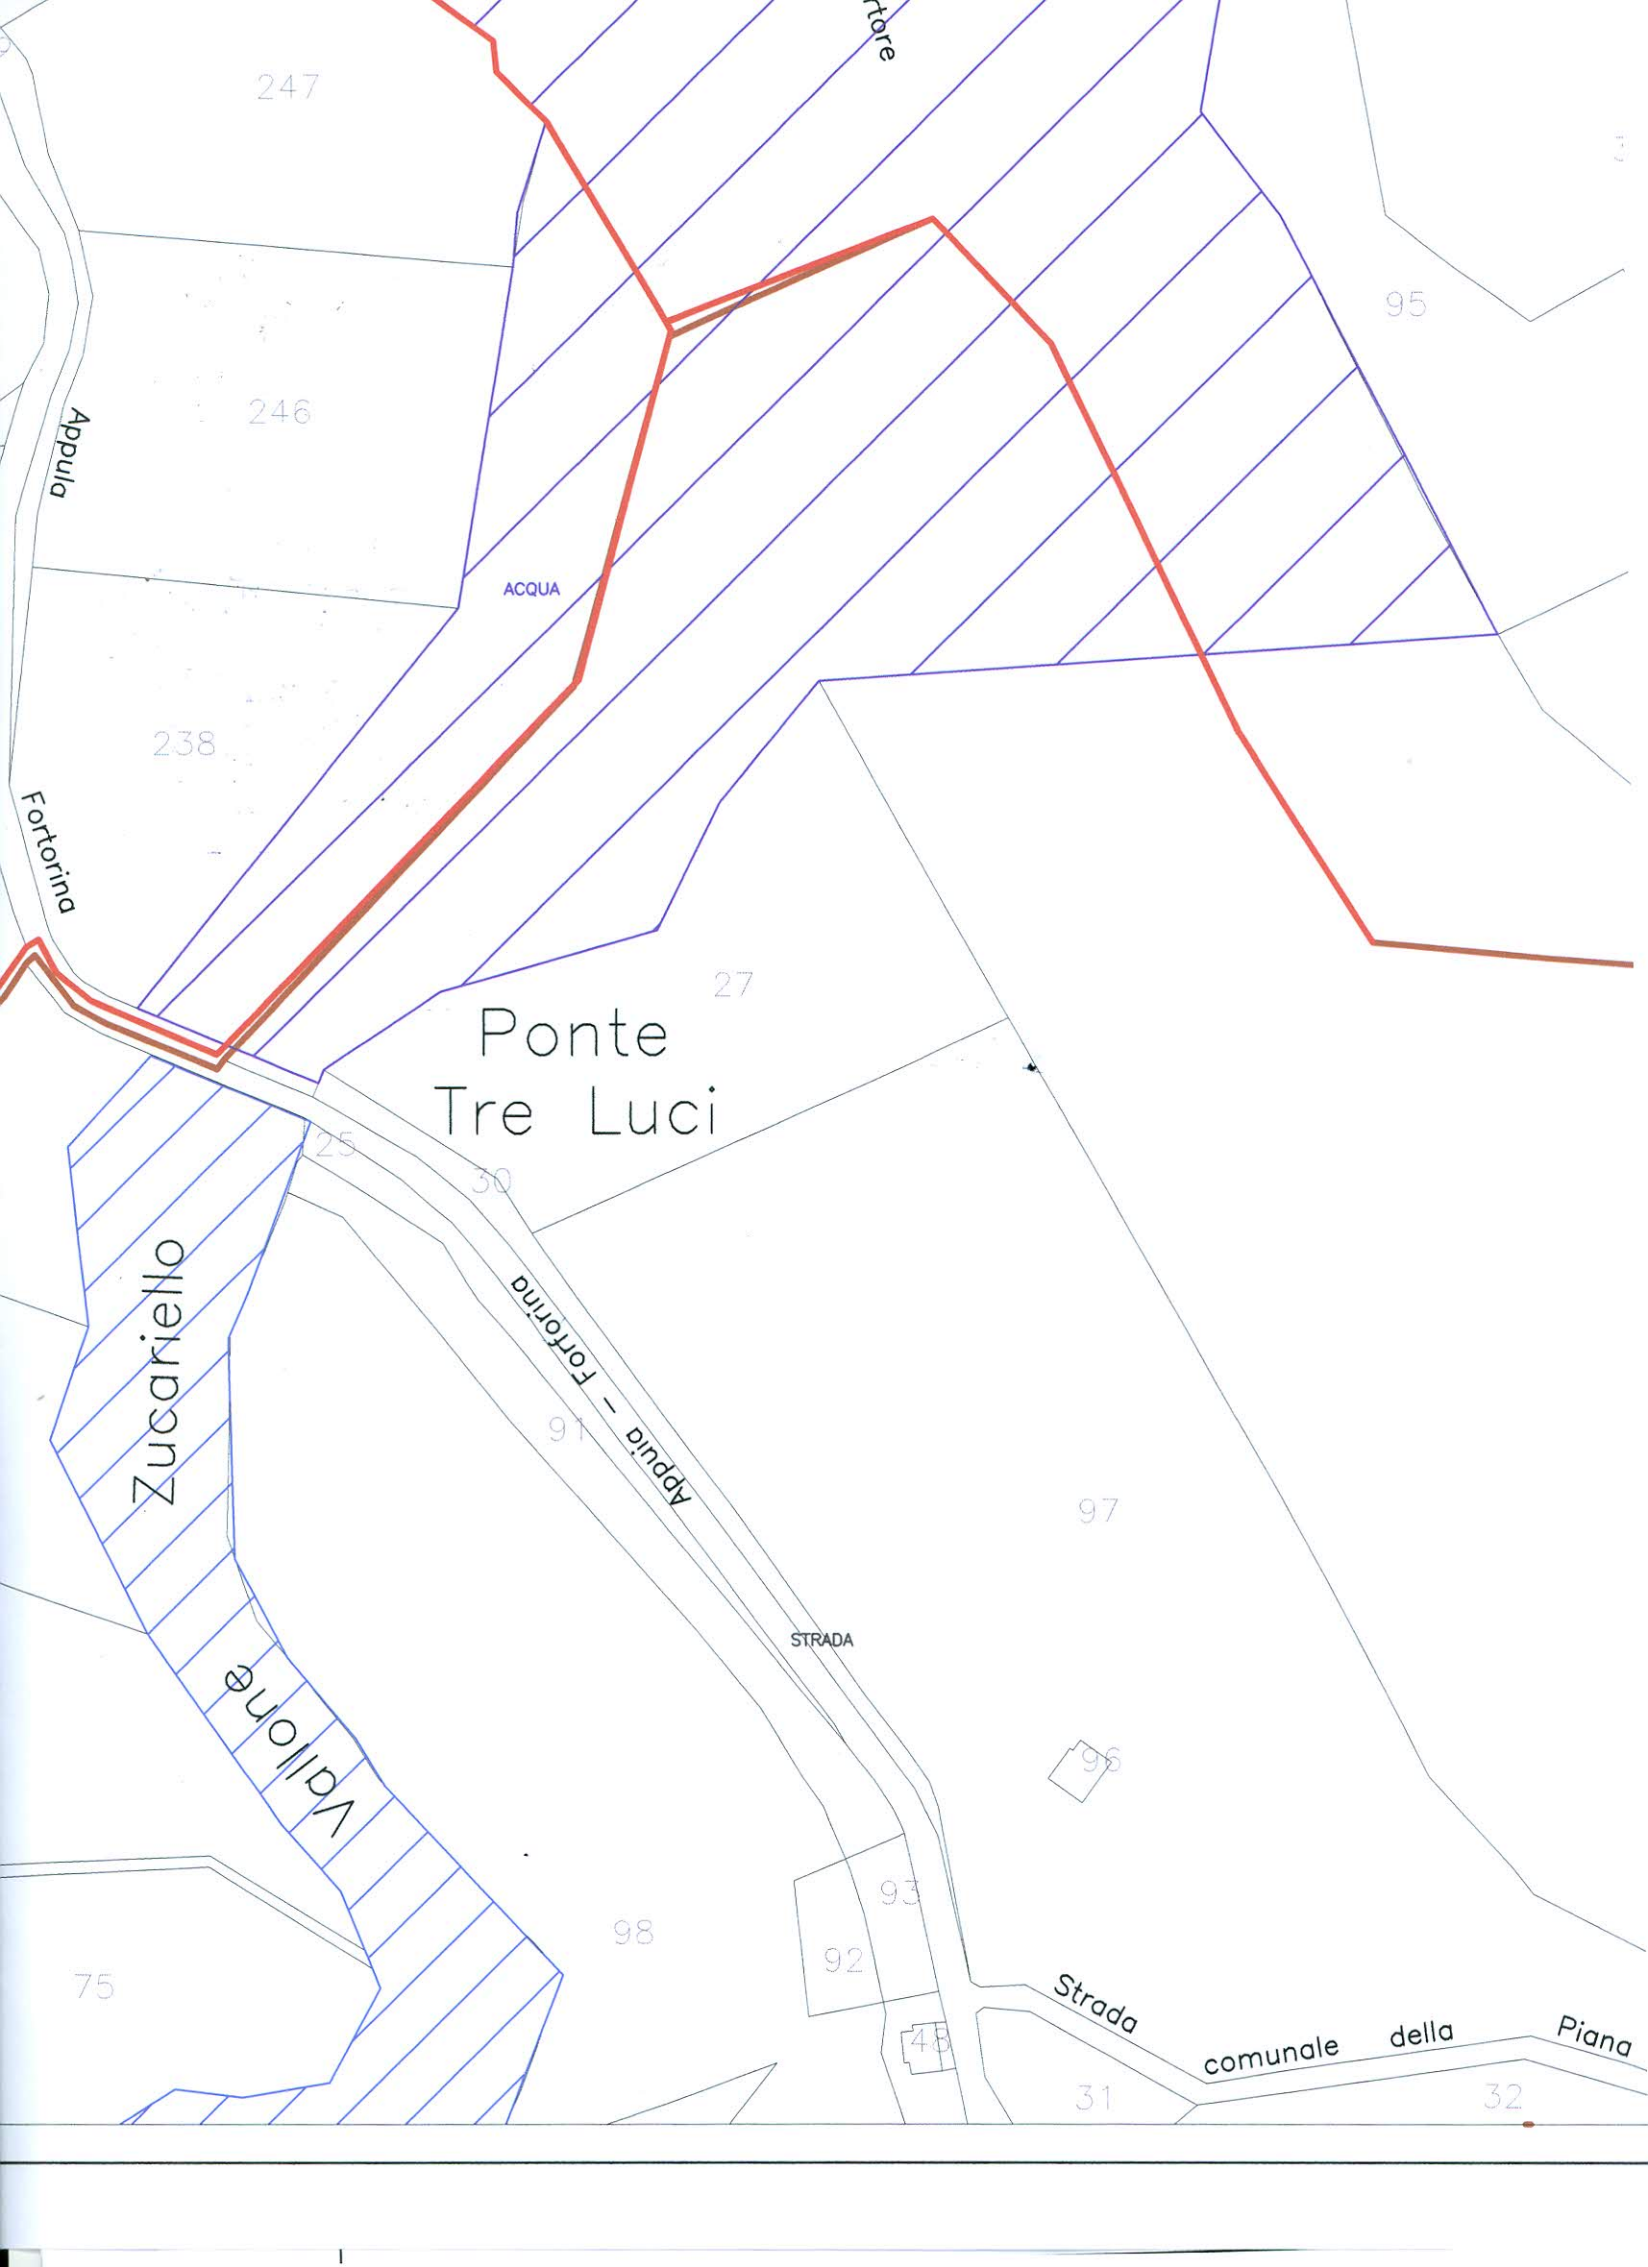 rtore
247
95
246
Appula
ACQUA
238
Fortorina
27
Ponte
Tre Luci
25
30
Zucariello
Appula – Forforina
91
97
STRADA
Vallone
96
93
98
92
75
Strada comunale della Piana
48
31
32